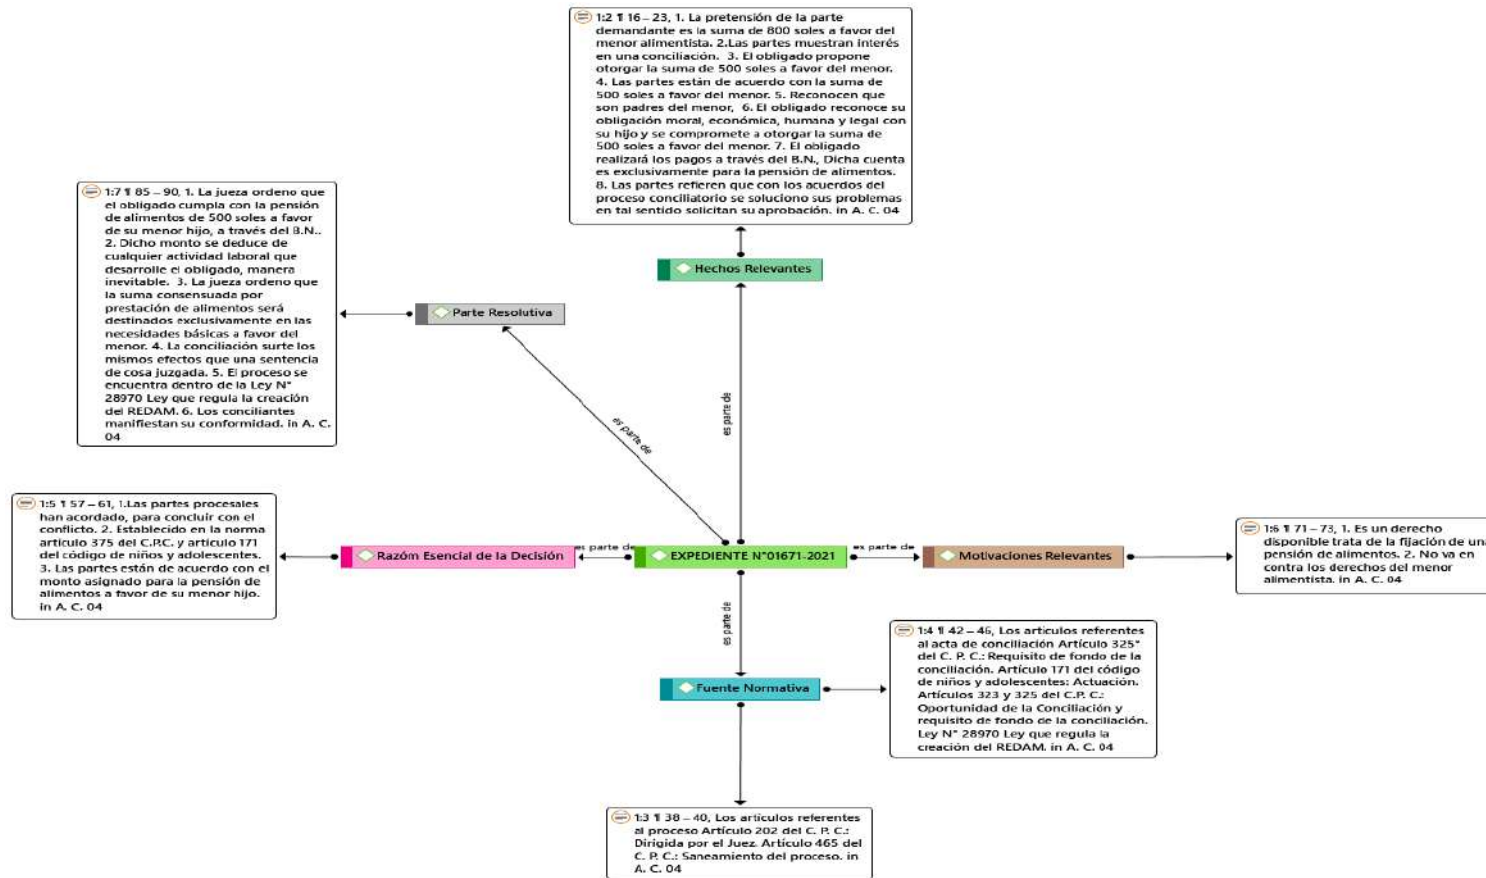 1:2 ¶ 16 – 23, 1. La pretensión de la parte
demandante es la suma de 800 soles a favor del
menor alimentista. 2.Las partes muestran interés
en una conciliación. 3. El obligado propone
otorgar la suma de 500 soles a favor del menor.
4. Las partes están de acuerdo con la suma de
500 soles a favor del menor. 5. Reconocen que
son padres del menor, 6. El obligado reconoce su
obligación moral, económica, humana y legal con
su hijo y se compromete a otorgar la suma de
500 soles a favor del menor. 7. El obligado
realizará los pagos a través del B.N., Dicha cuenta
es exclusivamente para la pensión de alimentos.
8. Las partes refieren que con los acuerdos del
proceso conciliatorio se soluciono sus problemas
en tal sentido solicitan su aprobación. in A. C. 04
Hechos Relevantes
1:7 ¶ 85 – 90, 1. La jueza ordeno que
el obligado cumpla con la pensión
de alimentos de 500 soles a favor
de su menor hijo, a través del B.N..
2. Dicho monto se deduce de
cualquier actividad laboral que
desarrolle el obligado, manera
inevitable. 3. La jueza ordeno que
la suma consensuada por
prestación de alimentos será
destinados exclusivamente en las
necesidades básicas a favor del
menor. 4. La conciliación surte los
mismos efectos que una sentencia
de cosa juzgada. 5. El proceso se
encuentra dentro de la Ley N°
28970 Ley que regula la creación
del REDAM. 6. Los conciliantes
manifiestan su conformidad. in A. C.
04
Parte Resolutiva
es parte de
es parte de
1:5 ¶ 57 – 61, 1.Las partes procesales
han acordado, para concluir con el
conflicto. 2. Establecido en la norma
artículo 375 del C.P.C. y artículo 171
del código de niños y adolescentes.
3. Las partes están de acuerdo con el
monto asignado para la pensión de
alimentos a favor de su menor hijo.
in A. C. 04
Razóm Esencial de la Decisión
es parte de
EXPEDIENTE N°01671-2021
es parte de
Motivaciones Relevantes
1:6 ¶ 71 – 73, 1. Es un derecho
disponible trata de la fijación de una
pensión de alimentos. 2. No va en
contra los derechos del menor
alimentista. in A. C. 04
es parte de
Fuente Normativa
1:4 ¶ 42 – 46, Los artículos referentes
al acta de conciliación Artículo 325°
del C. P. C.: Requisito de fondo de la
conciliación. Artículo 171 del código
de niños y adolescentes: Actuación.
Artículos 323 y 325 del C.P. C.:
Oportunidad de la Conciliación y
requisito de fondo de la conciliación.
Ley N° 28970 Ley que regula la
creación del REDAM. in A. C. 04
1:3 ¶ 38 – 40, Los artículos referentes
al proceso Artículo 202 del C. P. C.:
Dirigida por el Juez. Artículo 465 del
C. P. C.: Saneamiento del proceso. in
A. C. 04